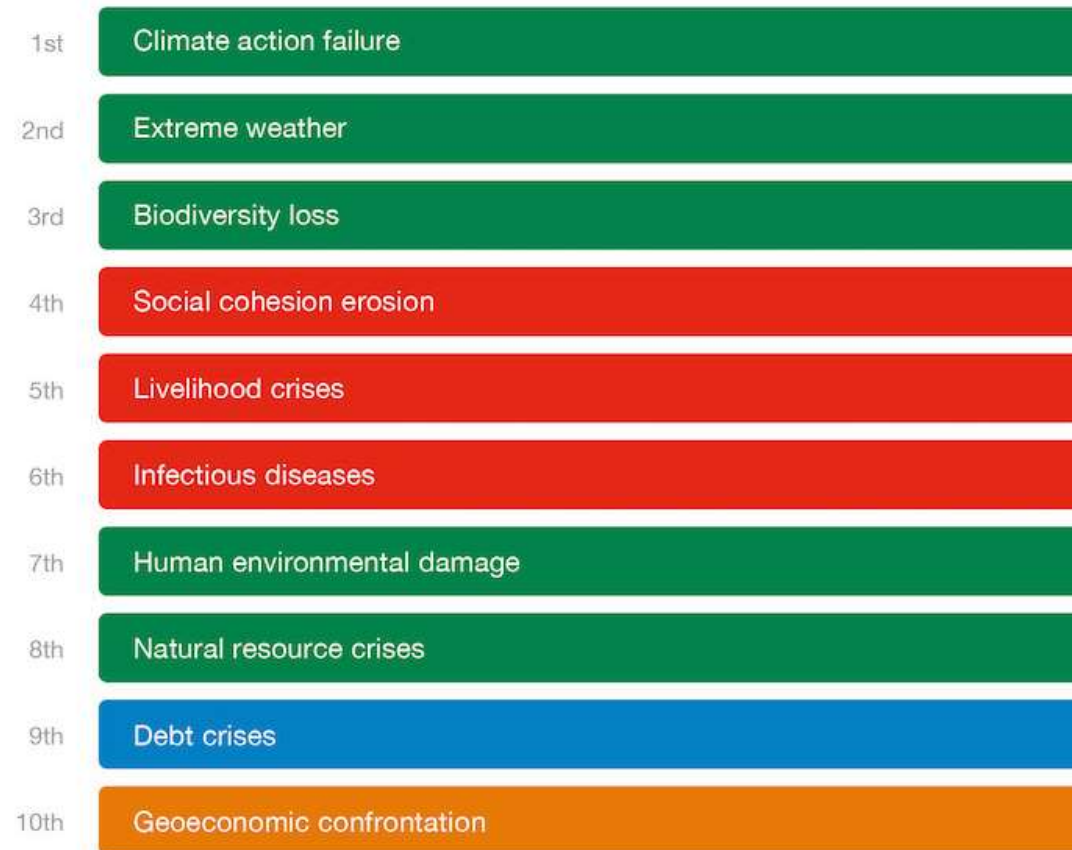 1st Climate action failure
2nd Extreme weather
3rd Biodiversity loss
4th Social cohesion erosion
5th Livelihood crises
6th Infectious diseases
7th Human environmental damage
8th Natural resource crises
9th Debt crises
10th Geoeconomic confrontation